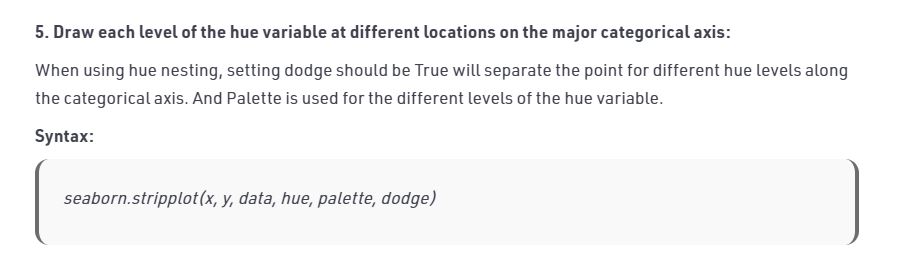 5. Draw each level of the hue variable at different locations on the major categorical axis:
When using hue nesting, setting dodge should be True will separate the point for different hue levels along
the categorical axis. And Palette is used for the different levels of the hue variable.
Syntax:
seaborn.stripplot(x, y, data, hue, palette, dodge)